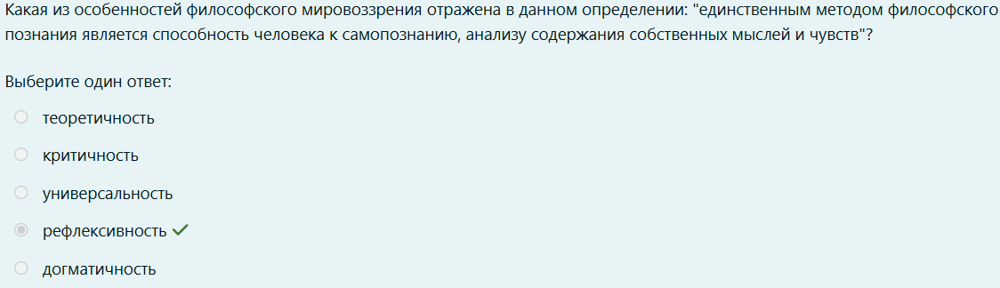 Какая из особенностей философского мировоззрения отражена в данном определении: "единственным методом философского
познания является способность человека к самопознанию, анализу содержания собственных мыслей и чувств"?
Выберите один ответ:
теоретичность
критичность
универсальность
рефлексивность
догматичность